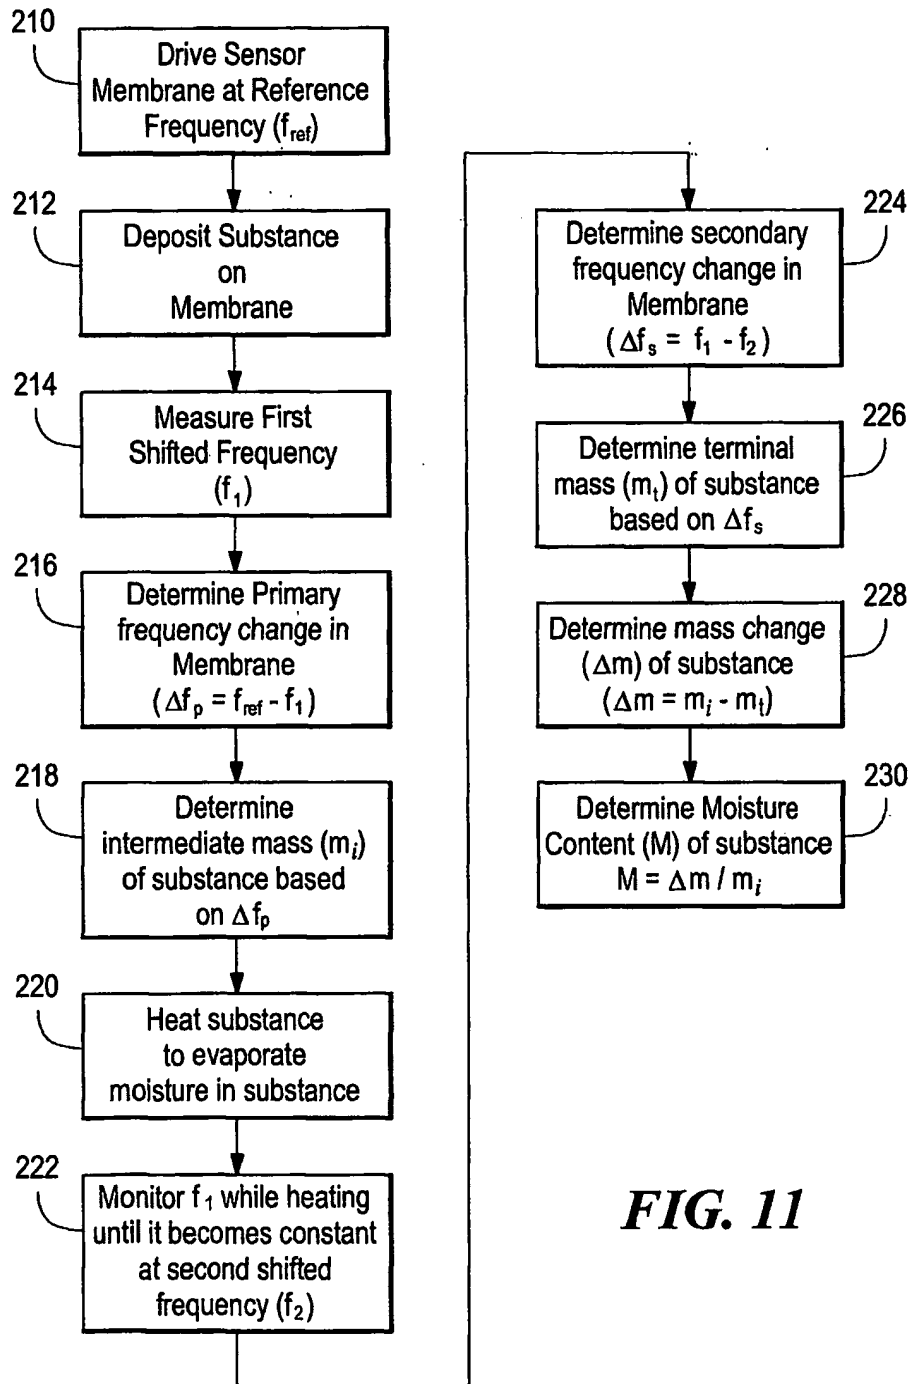 210
Drive Sensor
Membrane at Reference
Frequency (f_ref)
212
Deposit Substance
on
Membrane
214
Measure First
Shifted Frequency
(f_1)
216
Determine Primary
frequency change in
Membrane
(Δf_p = f_ref - f_1)
218
Determine
intermediate mass (m_i)
of substance based
on Δf_p
220
Heat substance
to evaporate
moisture in substance
222
Monitor f_1 while heating
until it becomes constant
at second shifted
frequency (f_2)
224
Determine secondary
frequency change in
Membrane
(Δf_s = f_1 - f_2)
226
Determine terminal
mass (m_t) of substance
based on Δf_s
228
Determine mass change
(Δm) of substance
(Δm = m_i - m_t)
230
Determine Moisture
Content (M) of substance
M = Δm / m_i
FIG. 11